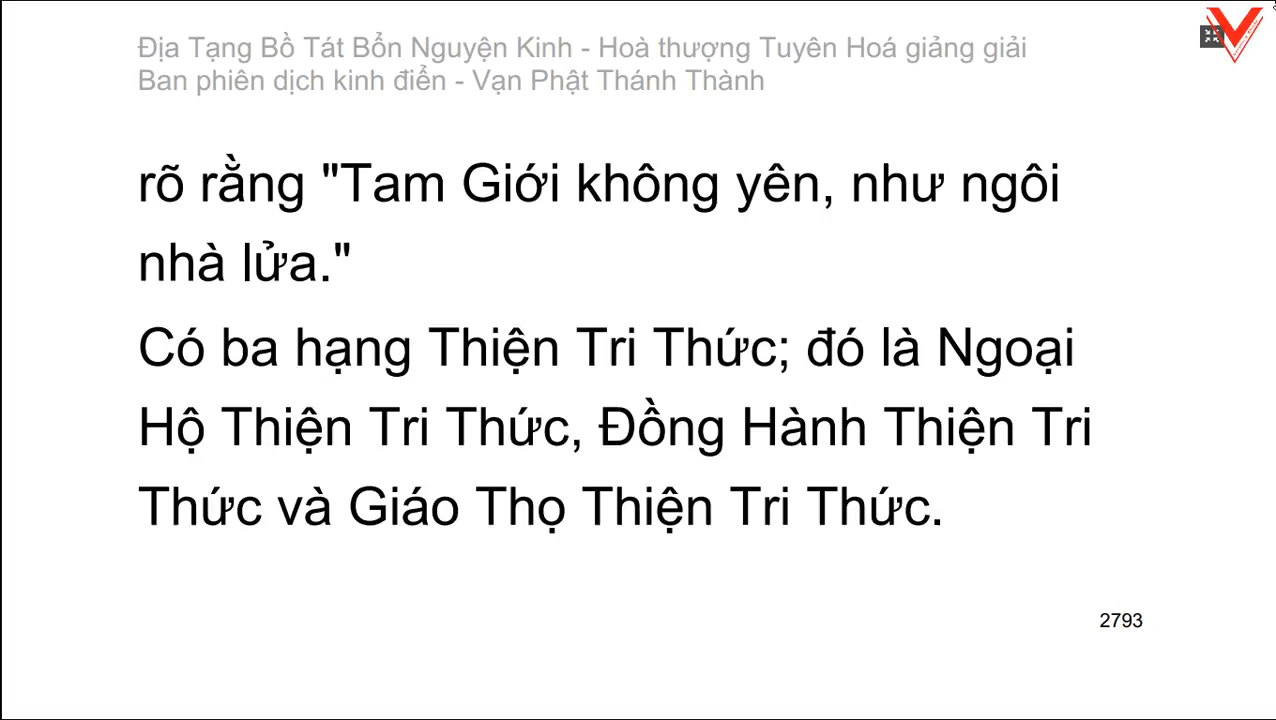 Địa Tạng Bồ Tát Bổn Nguyện Kinh - Hoà thượng Tuyên Hoá giảng giải
Ban phiên dịch kinh điển - Vạn Phật Thánh Thành
rõ rằng "Tam Giới không yên, như ngôi
nhà lửa."
Có ba hạng Thiện Tri Thức; đó là Ngoại
Hộ Thiện Tri Thức, Đồng Hành Thiện Tri
Thức và Giáo Thọ Thiện Tri Thức.
2793